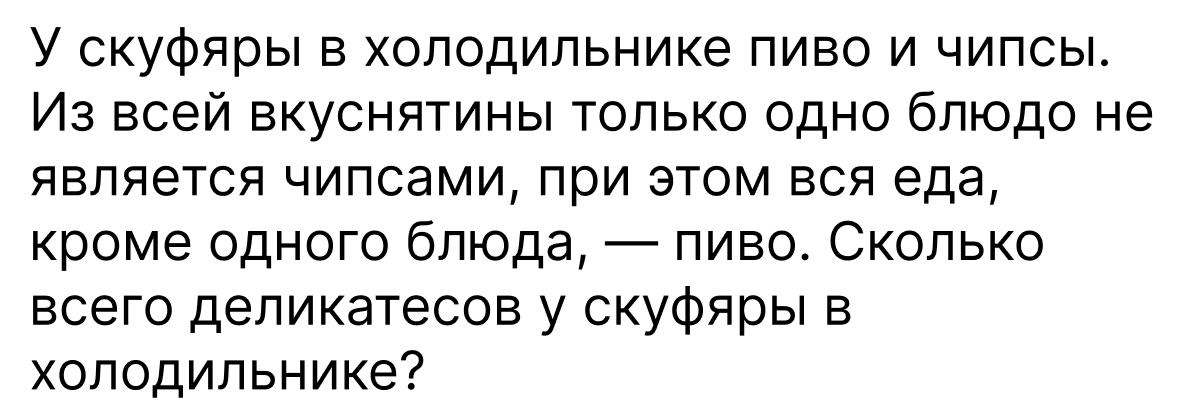 У скуфяры в холодильнике пиво и чипсы.
Из всей вкуснятины только одно блюдо не
является чипсами, при этом вся еда,
кроме одного блюда, — пиво. Сколько
всего деликатесов у скуфяры в
холодильнике?